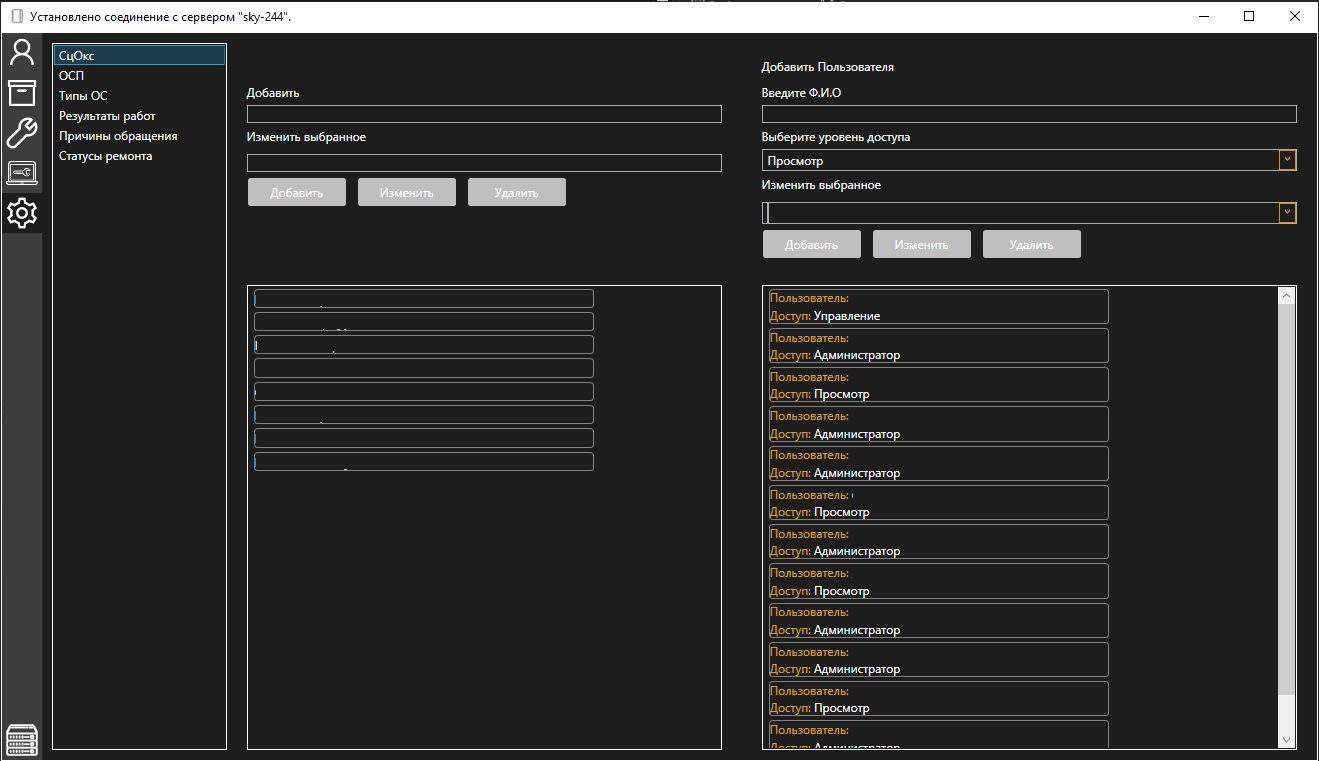 Установлено соединение с сервером "sky-244".
СцОкс
ОСП
Типы ОС
Результаты работ
Причины обращения
Статусы ремонта
Добавить
Изменить выбранное
Добавить
Изменить
Удалить
Добавить Пользователя
Введите Ф.И.О
Выберите уровень доступа
Просмотр
Изменить выбранное
Добавить
Изменить
Удалить
Пользователь:
Доступ: Управление
Пользователь:
Доступ: Администратор
Пользователь:
Доступ: Просмотр
Пользователь:
Доступ: Администратор
Пользователь:
Доступ: Администратор
Пользователь:
Доступ: Просмотр
Пользователь:
Доступ: Администратор
Пользователь:
Доступ: Просмотр
Пользователь:
Доступ: Администратор
Пользователь:
Доступ: Администратор
Пользователь:
Доступ: Просмотр
Пользователь:
Доступ: Администратор